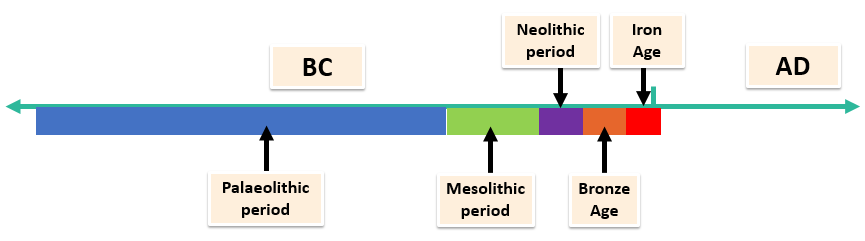 BC
Neolithic
period
Iron
Age
AD
Palaeolithic
period
Mesolithic
period
Bronze
Age